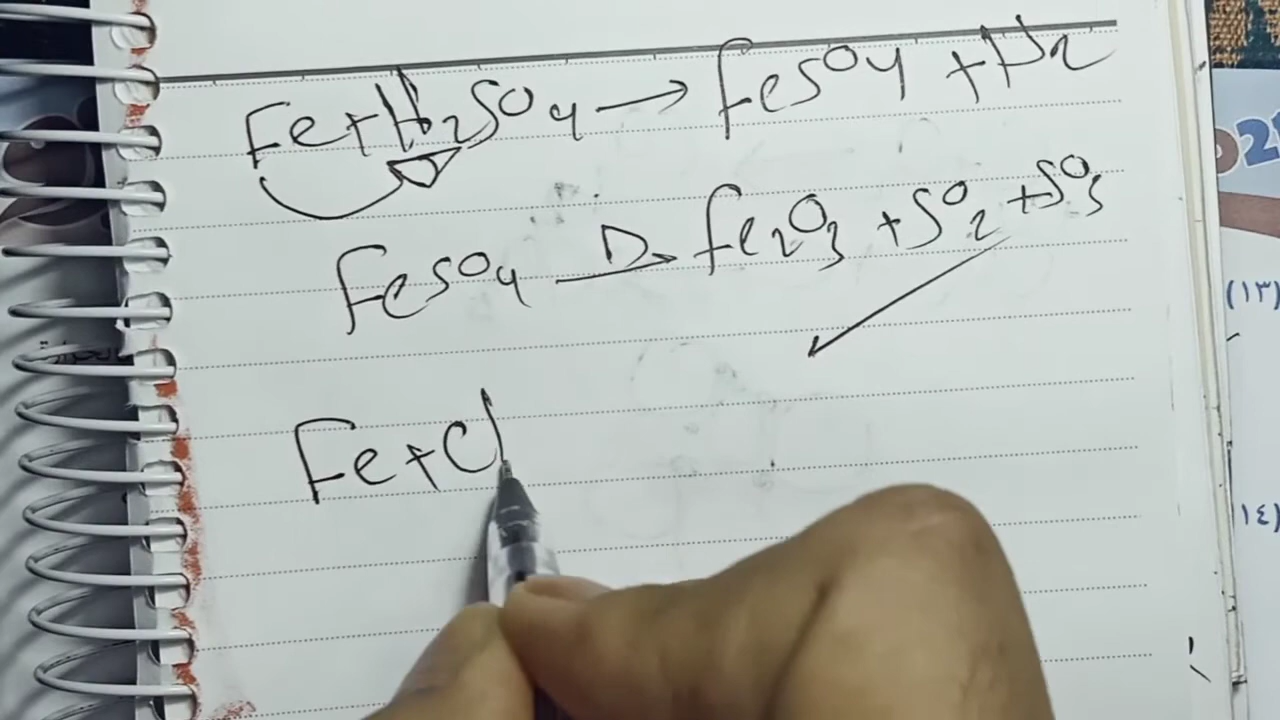 Fe+H₂SO₄ → FeSO₄ + H₂
FeSO₄ →Δ Fe₂O₃ + SO₂ + SO₃
Fe+Cl
(١٣)
(١٤